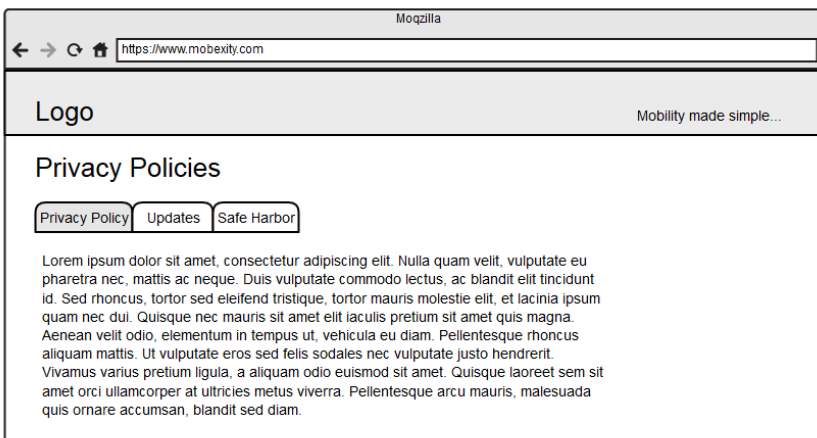 Moqzilla
https://www.mobexity.com
Logo
Mobility made simple...
Privacy Policies
Privacy Policy
Updates
Safe Harbor
Lorem ipsum dolor sit amet, consectetur adipiscing elit. Nulla quam velit, vulputate eu
pharetra nec, mattis ac neque. Duis vulputate commodo lectus, ac blandit elit tincidunt
id. Sed rhoncus, tortor sed eleifend tristique, tortor mauris molestie elit, et lacinia ipsum
quam nec dui. Quisque nec mauris sit amet elit iaculis pretium sit amet quis magna.
Aenean velit odio, elementum in tempus ut, vehicula eu diam. Pellentesque rhoncus
aliquam mattis. Ut vulputate eros sed felis sodales nec vulputate justo hendrerit.
Vivamus varius pretium ligula, a aliquam odio euismod sit amet. Quisque laoreet sem sit
amet orci ullamcorper at ultricies metus viverra. Pellentesque arcu mauris, malesuada
quis ornare accumsan, blandit sed diam.